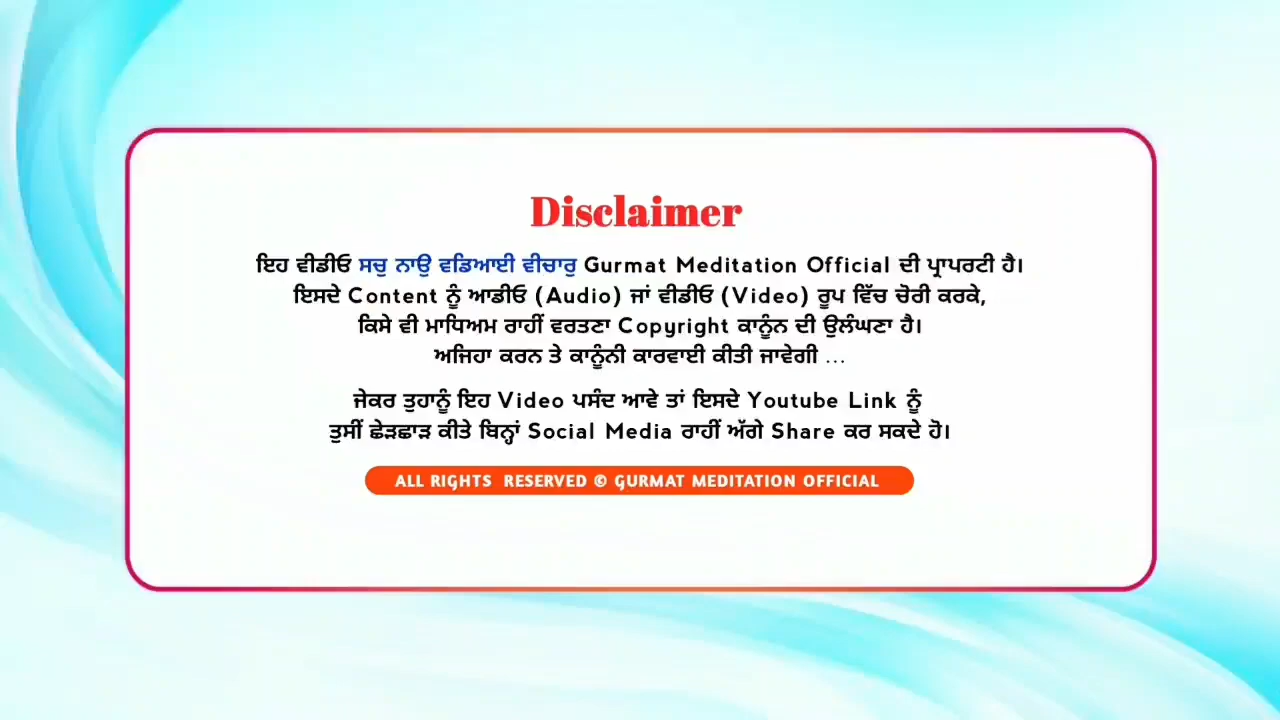 Disclaimer
ਇਹ ਵੀਡੀਓ ਸਚੁ ਨਾਉ ਵਡਿਆਈ ਵੀਚਾਰੁ Gurmat Meditation Official ਦੀ ਪ੍ਰਾਪਰਟੀ ਹੈ।
ਇਸਦੇ Content ਨੂੰ ਆਡੀਓ (Audio) ਜਾਂ ਵੀਡੀਓ (Video) ਰੂਪ ਵਿੱਚ ਚੋਰੀ ਕਰਕੇ,
ਕਿਸੇ ਵੀ ਮਾਧਿਅਮ ਰਾਹੀਂ ਵਰਤਣਾ Copyright ਕਾਨੂੰਨ ਦੀ ਉਲੰਘਣਾ ਹੈ।
ਅਜਿਹਾ ਕਰਨ ਤੇ ਕਾਨੂੰਨੀ ਕਾਰਵਾਈ ਕੀਤੀ ਜਾਵੇਗੀ ...
ਜੇਕਰ ਤੁਹਾਨੂੰ ਇਹ Video ਪਸੰਦ ਆਵੇ ਤਾਂ ਇਸਦੇ Youtube Link ਨੂੰ
ਤੁਸੀਂ ਛੇੜਛਾੜ ਕੀਤੇ ਬਿਨ੍ਹਾਂ Social Media ਰਾਹੀਂ ਅੱਗੇ Share ਕਰ ਸਕਦੇ ਹੋ।
ALL RIGHTS RESERVED © GURMAT MEDITATION OFFICIAL